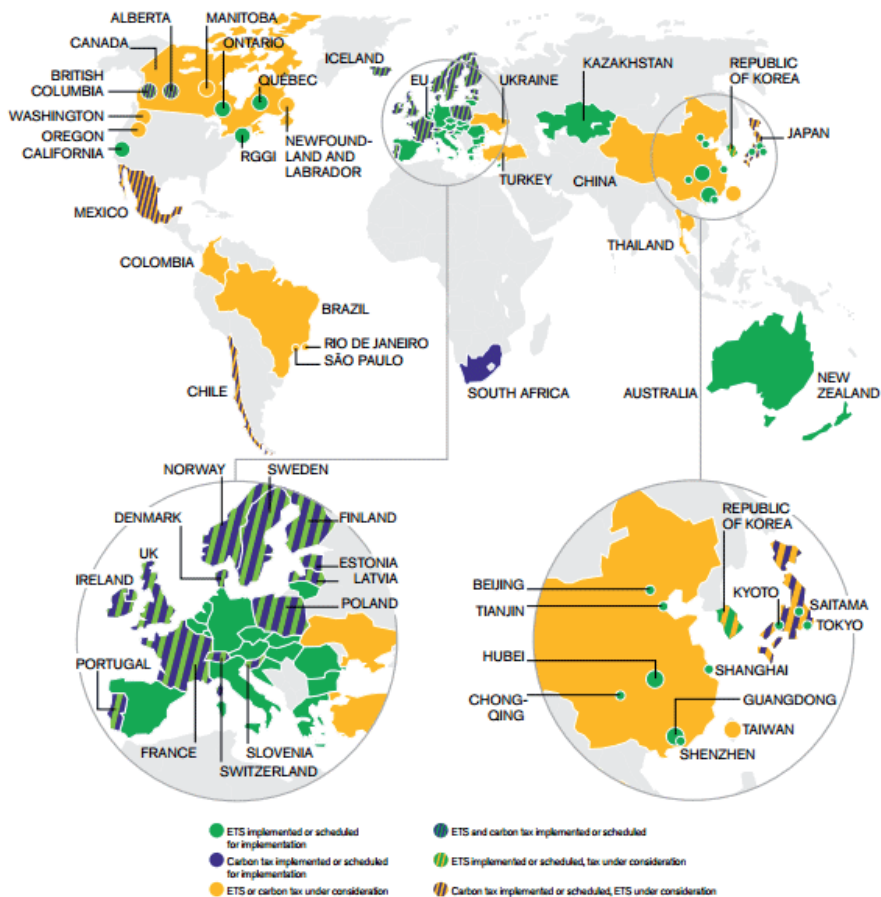 ALBERTA
MANITOBA
CANADA
ONTARIO
ICELAND
KAZAKHSTAN
REPUBLIC
OF KOREA
BRITISH
COLUMBIA
QUÉBEC
EU
UKRAINE
WASHINGTON
JAPAN
OREGON
CALIFORNIA
RGGI
NEWFOUND-
LAND AND
LABRADOR
TURKEY
CHINA
MEXICO
THAILAND
COLOMBIA
BRAZIL
RIO DE JANEIRO
SÃO PAULO
CHILE
SOUTH AFRICA
AUSTRALIA
NEW
ZEALAND
NORWAY
SWEDEN
DENMARK
FINLAND
UK
ESTONIA
LATVIA
IRELAND
POLAND
PORTUGAL
FRANCE
SLOVENIA
SWITZERLAND
REPUBLIC
OF KOREA
BEIJING
KYOTO
SAITAMA
TIANJIN
TOKYO
HUBEI
SHANGHAI
CHONG-
QING
GUANGDONG
TAIWAN
SHENZHEN
ETS implemented or scheduled
for implementation
Carbon tax implemented or scheduled
for implementation
ETS or carbon tax under consideration
ETS and carbon tax implemented or scheduled
ETS implemented or scheduled, tax under consideration
Carbon tax implemented or scheduled, ETS under consideration